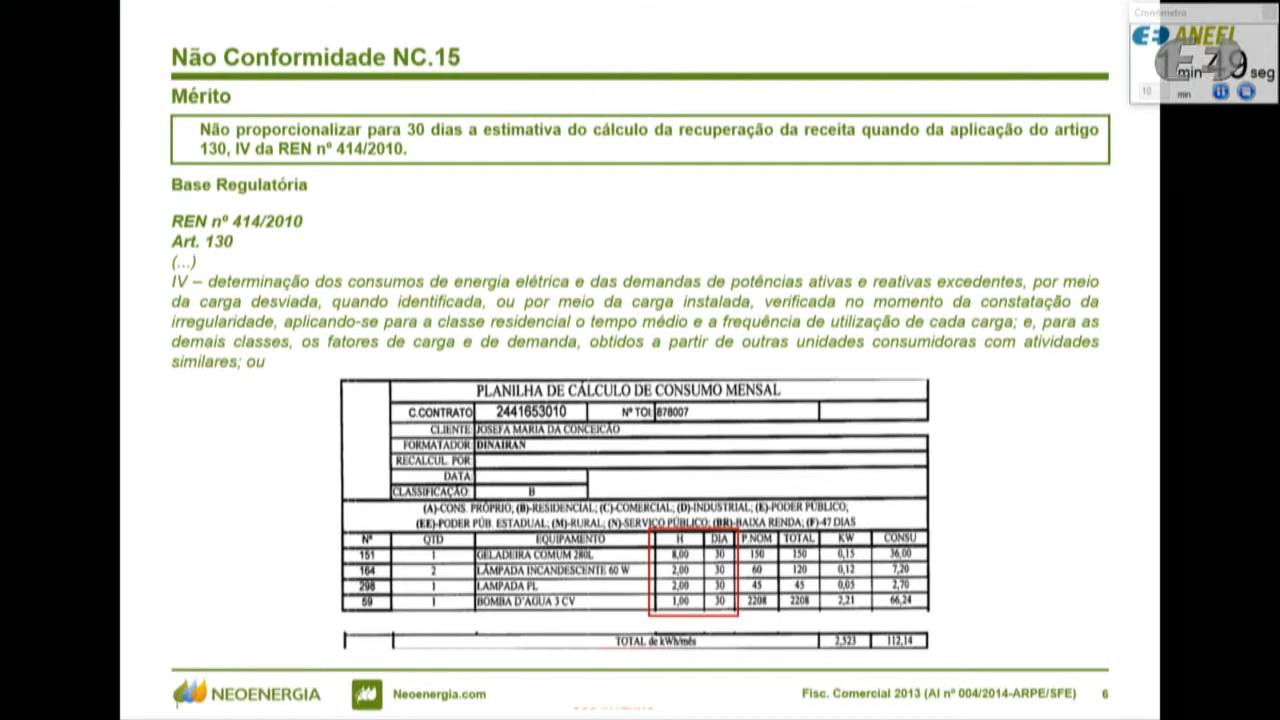 Cronômetro
ANEEL
1 min 49 seg
10 min
Não Conformidade NC.15
Mérito
Não proporcionalizar para 30 dias a estimativa do cálculo da recuperação da receita quando da aplicação do artigo
130, IV da REN nº 414/2010.
Base Regulatória
REN nº 414/2010
Art. 130
(...)
IV – determinação dos consumos de energia elétrica e das demandas de potências ativas e reativas excedentes, por meio
da carga desviada, quando identificada, ou por meio da carga instalada, verificada no momento da constatação da
irregularidade, aplicando-se para a classe residencial o tempo médio e a frequência de utilização de cada carga; e, para as
demais classes, os fatores de carga e de demanda, obtidos a partir de outras unidades consumidoras com atividades
similares; ou
PLANILHA DE CÁLCULO DE CONSUMO MENSAL
C.CONTRATO 2441653010 Nº TOI: 878007
CLIENTE: JOSEFA MARIA DA CONCEICÃO
FORMATADOR: DINAIRAN
RECALCUL. POR:
DATA:
CLASSIFICAÇÃO: B
(A)-CONS. PRÓPRIO; (B)-RESIDENCIAL; (C)-COMERCIAL; (D)-INDUSTRIAL; (E)-PODER PÚBLICO;
(EE)-PODER PÚB. ESTADUAL; (M)-RURAL; (N)-SERVIÇO PÚBLICO; (BR)-BAIXA RENDA; (F)-47 DIAS
Nº QTD EQUIPAMENTO H DIA P.NOM TOTAL KW CONSU
151 1 GELADEIRA COMUM 280L 8,00 30 150 150 0,15 36,00
164 2 LÂMPADA INCANDESCENTE 60 W 2,00 30 60 120 0,12 7,20
298 1 LAMPADA PL 2,00 30 45 45 0,05 2,70
59 1 BOMBA D'AGUA 3 CV 1,00 30 2208 2208 2,21 66,24
TOTAL de kWh/mês 2,523 112,14
NEOENERGIA Neoenergia.com Fisc. Comercial 2013 (AI nº 004/2014-ARPE/SFE) 6